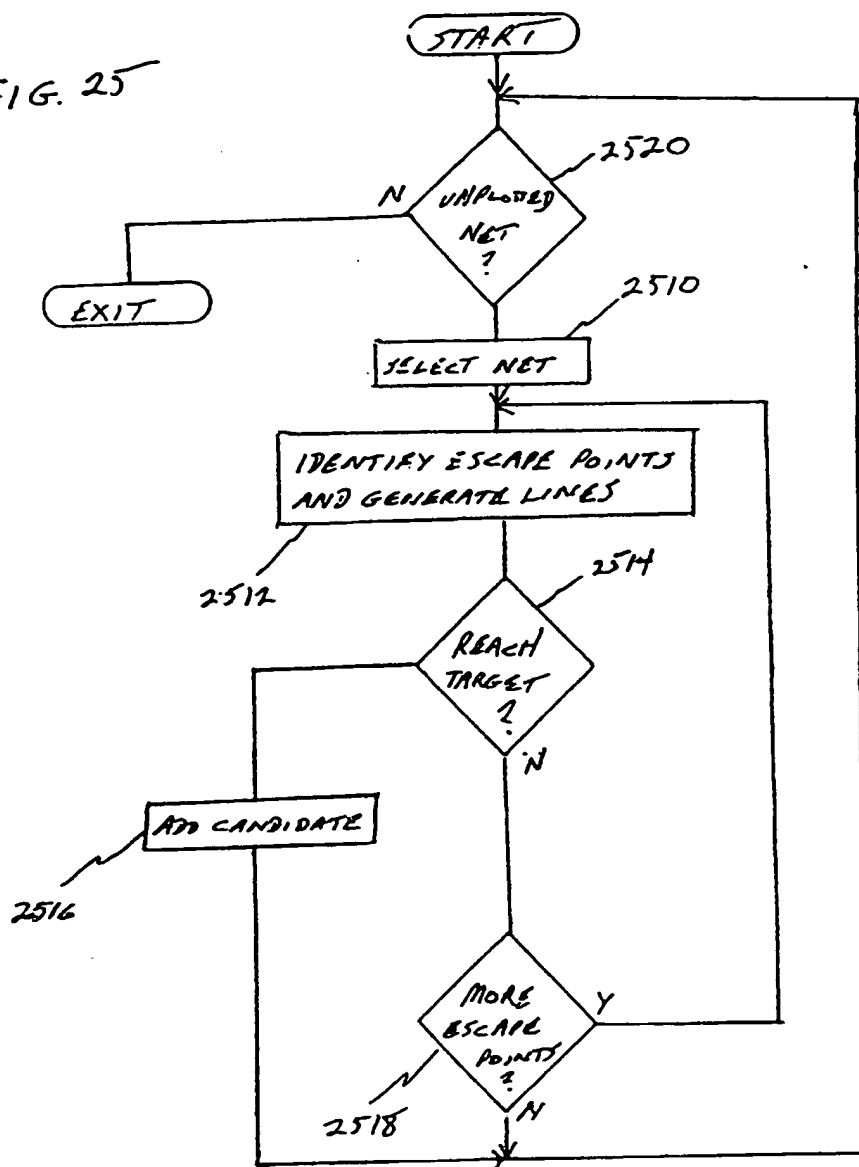 FIG. 25
START
2520
N
UNPLOTTED
NET
?
EXIT
2510
SELECT NET
IDENTIFY ESCAPE POINTS
AND GENERATE LINES
2512
2514
REACH
TARGET
?
N
ADD CANDIDATE
2516
MORE
ESCAPE
POINTS
?
Y
2518
N